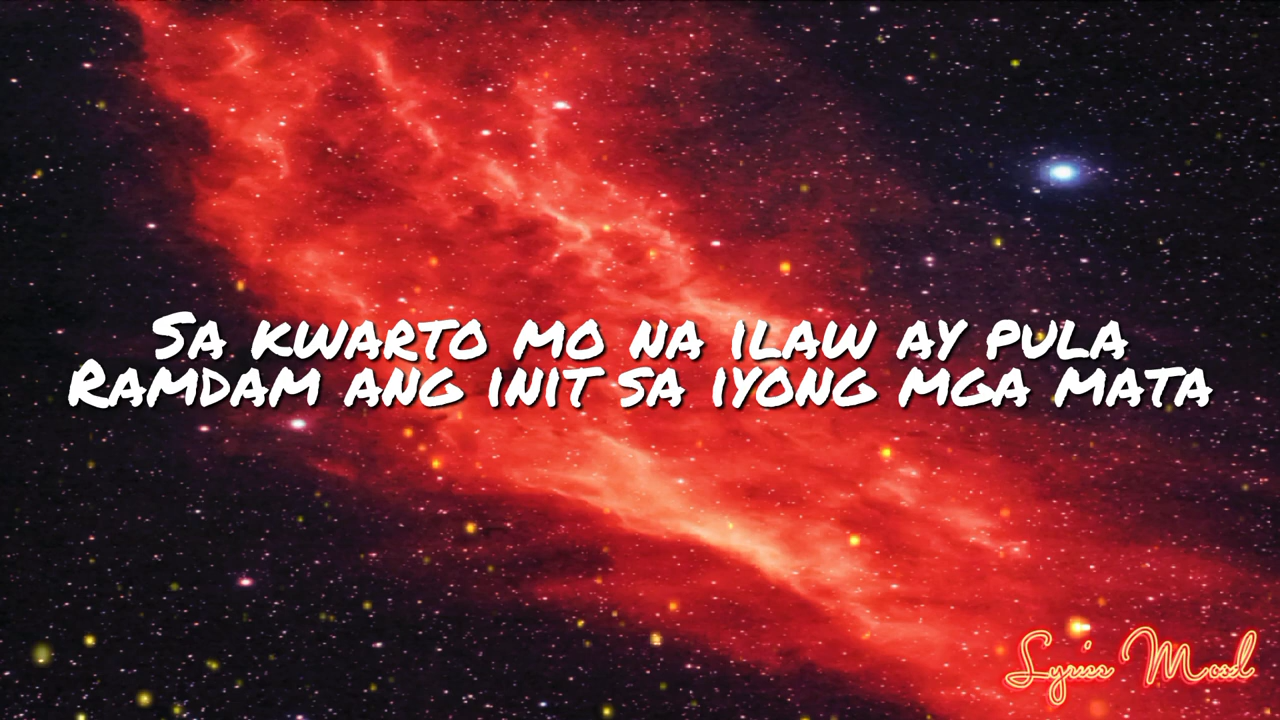 Sa kwarto mo na ilaw ay pula
Ramdam ang init sa iyong mga mata
Lyrics Mood